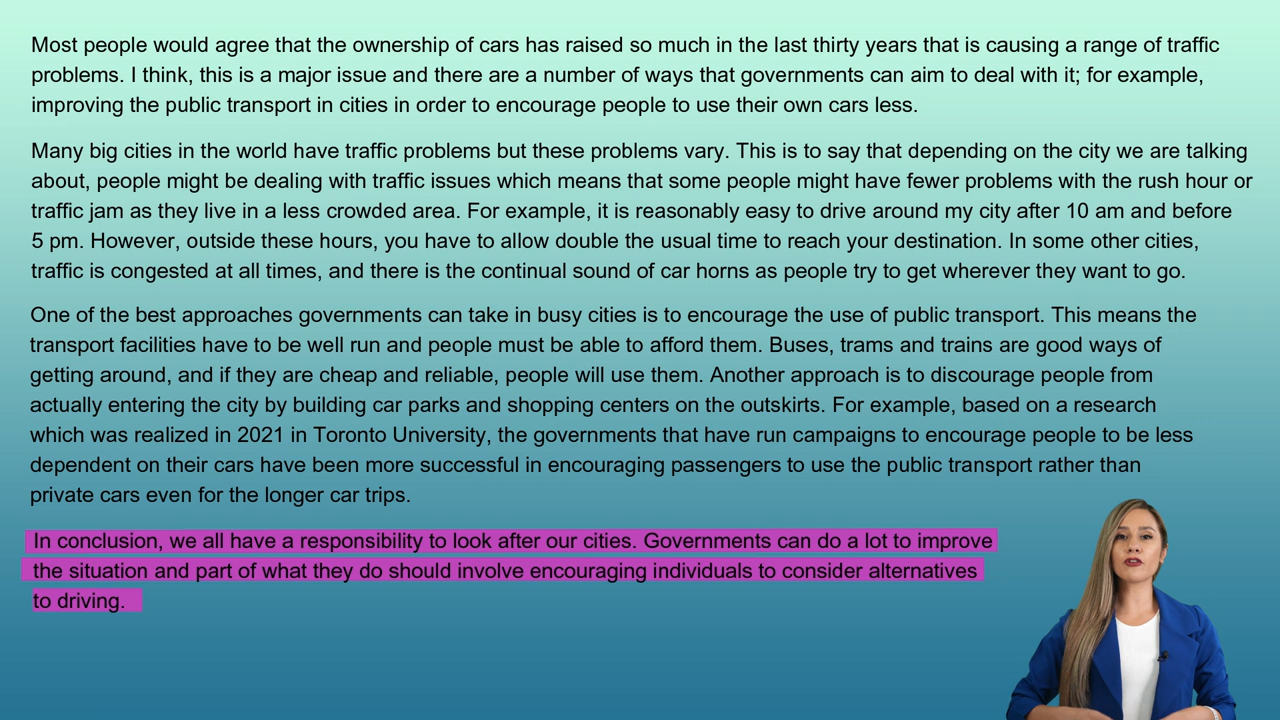 Most people would agree that the ownership of cars has raised so much in the last thirty years that is causing a range of traffic
problems. I think, this is a major issue and there are a number of ways that governments can aim to deal with it; for example,
improving the public transport in cities in order to encourage people to use their own cars less.
Many big cities in the world have traffic problems but these problems vary. This is to say that depending on the city we are talking
about, people might be dealing with traffic issues which means that some people might have fewer problems with the rush hour or
traffic jam as they live in a less crowded area. For example, it is reasonably easy to drive around my city after 10 am and before
5 pm. However, outside these hours, you have to allow double the usual time to reach your destination. In some other cities,
traffic is congested at all times, and there is the continual sound of car horns as people try to get wherever they want to go.
One of the best approaches governments can take in busy cities is to encourage the use of public transport. This means the
transport facilities have to be well run and people must be able to afford them. Buses, trams and trains are good ways of
getting around, and if they are cheap and reliable, people will use them. Another approach is to discourage people from
actually entering the city by building car parks and shopping centers on the outskirts. For example, based on a research
which was realized in 2021 in Toronto University, the governments that have run campaigns to encourage people to be less
dependent on their cars have been more successful in encouraging passengers to use the public transport rather than
private cars even for the longer car trips.
In conclusion, we all have a responsibility to look after our cities. Governments can do a lot to improve
the situation and part of what they do should involve encouraging individuals to consider alternatives
to driving.